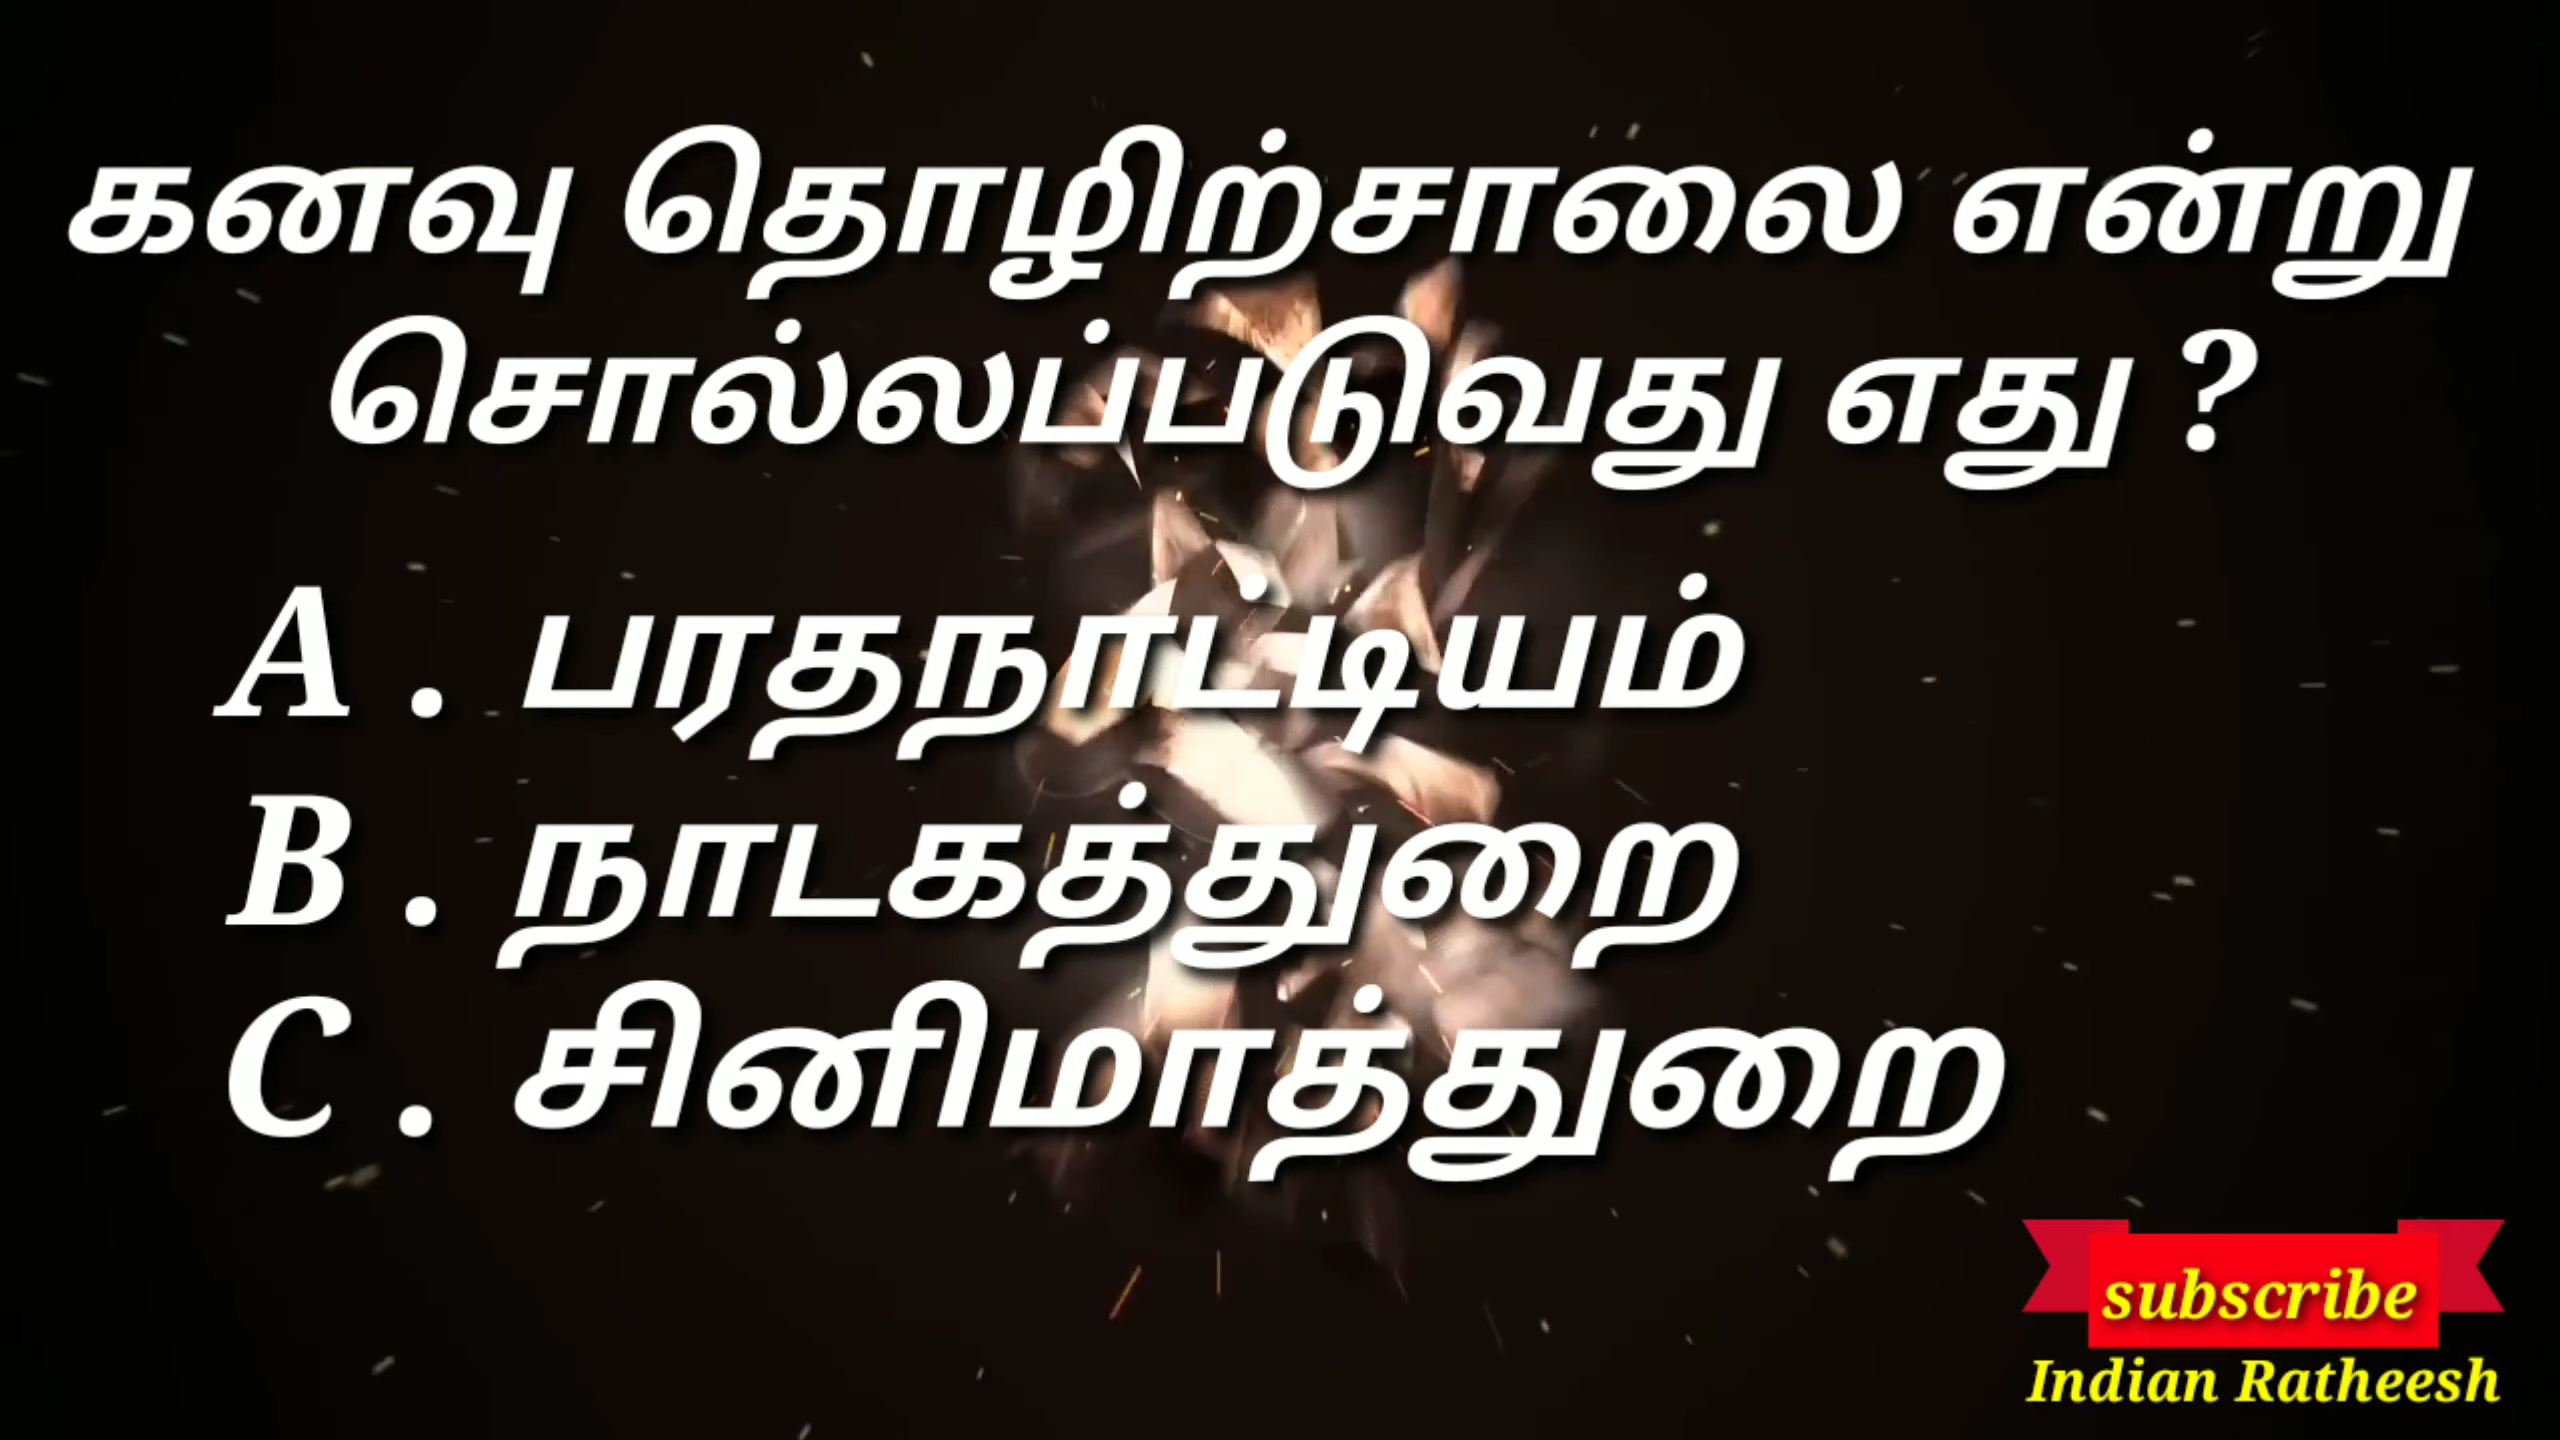 கனவு தொழிற்சாலை என்று
சொல்லப்படுவது எது ?
A . பரதநாட்டியம்
B . நாடகத்துறை
C . சினிமாத்துறை
subscribe
Indian Ratheesh